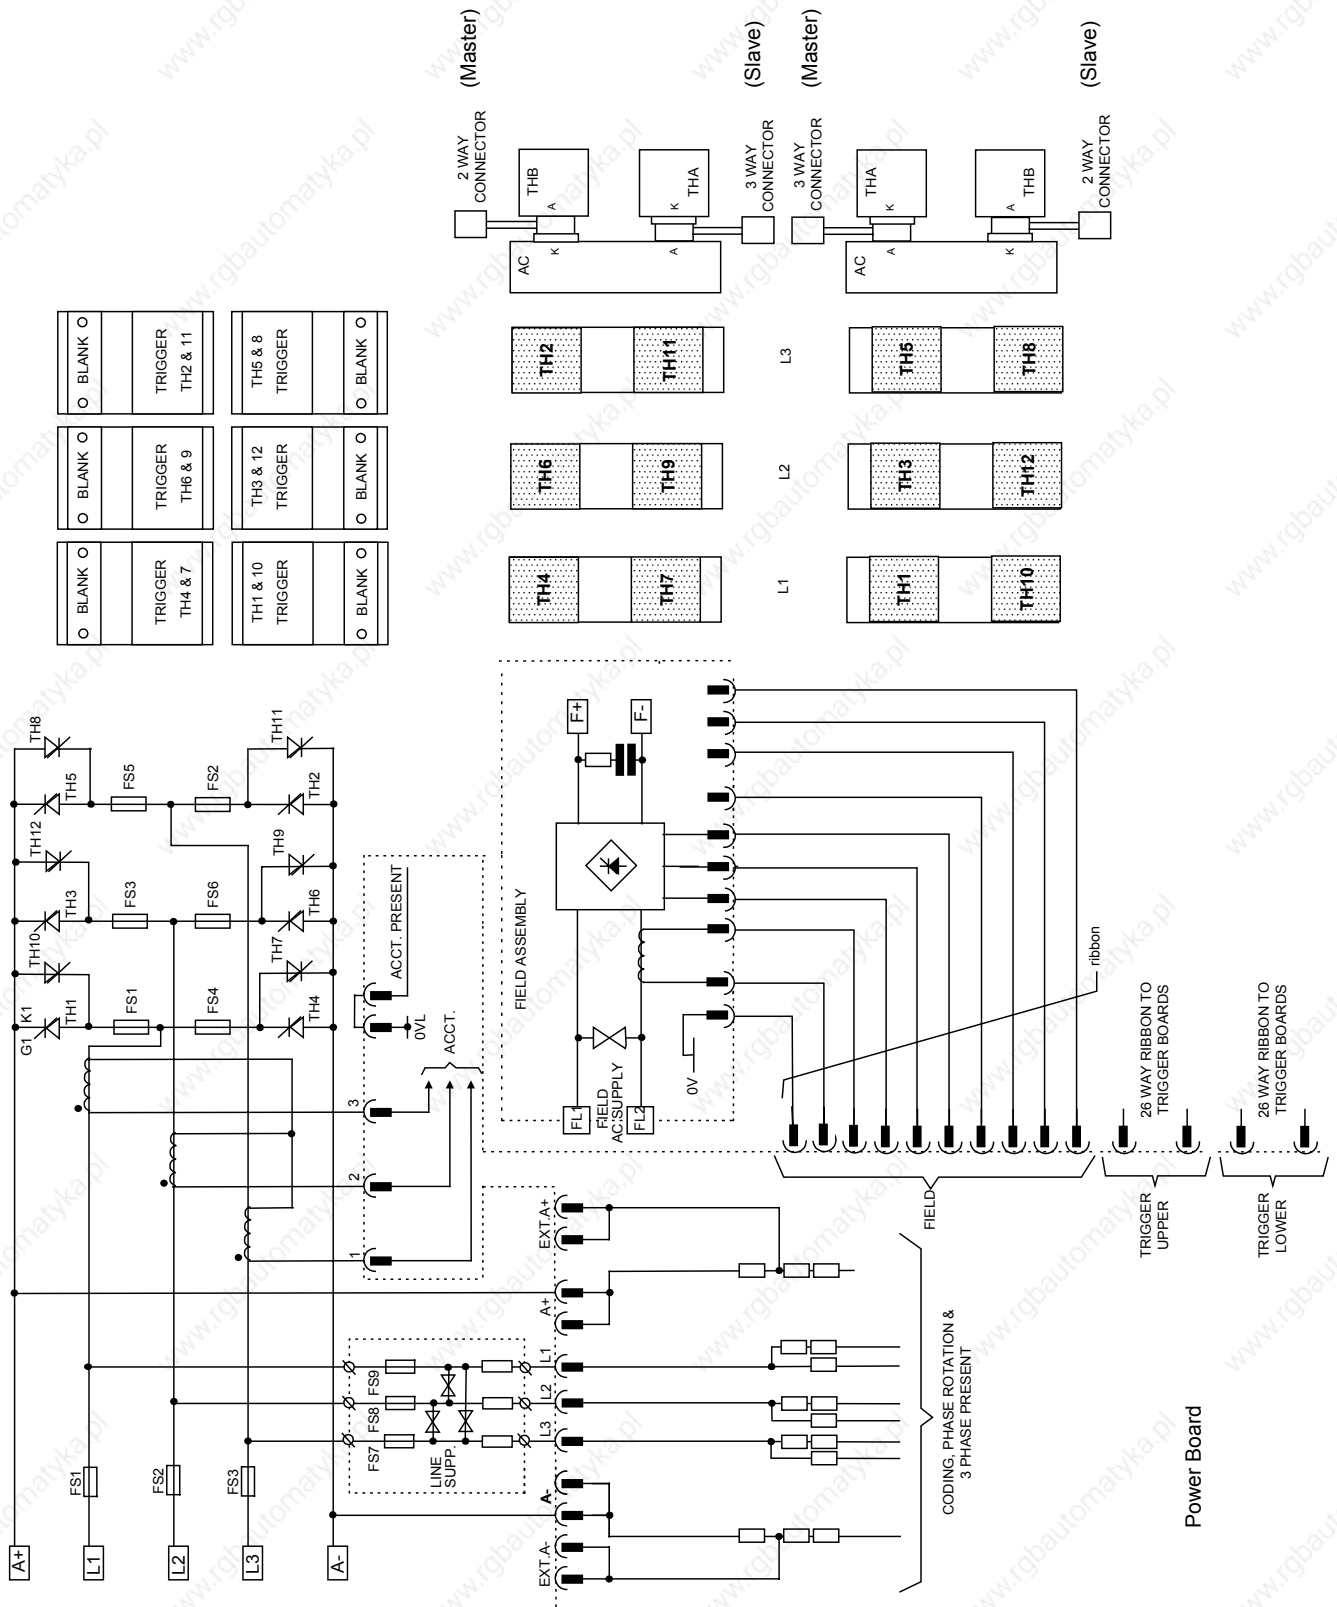 (Master)
(Slave)
(Master)
(Slave)
2 WAY
CONNECTOR
3 WAY
CONNECTOR
3 WAY
CONNECTOR
2 WAY
CONNECTOR
THB
A
K
AC
THA
K
A
THA
K
A
AC
THB
A
K
BLANK
TRIGGER
TH2 & 11
TH5 & 8
TRIGGER
BLANK
BLANK
TRIGGER
TH6 & 9
TH3 & 12
TRIGGER
BLANK
BLANK
TRIGGER
TH4 & 7
TH1 & 10
TRIGGER
BLANK
TH2
TH11
L3
TH5
TH8
TH6
TH9
L2
TH3
TH12
TH4
TH7
L1
TH1
TH10
TH8
TH5
FS5
FS2
TH11
TH2
TH12
TH3
FS3
FS6
TH9
TH6
TH10
K1
G1
TH1
FS1
FS4
TH7
TH4
ACCT. PRESENT
0VL
ACCT.
3
2
1
FIELD ASSEMBLY
F+
F-
FL1
FIELD
AC SUPPLY
FL2
0V
ribbon
FIELD
26 WAY RIBBON TO
TRIGGER BOARDS
26 WAY RIBBON TO
TRIGGER BOARDS
TRIGGER
UPPER
TRIGGER
LOWER
EXT.A+
A+
L1
L2
L3
A-
EXT.A-
FS9
FS8
FS7
LINE
SUPP.
CODING, PHASE ROTATION &
3 PHASE PRESENT
FS1
FS2
FS3
A+
L1
L2
L3
A-
Power Board
www.rgbautomatyka.pl